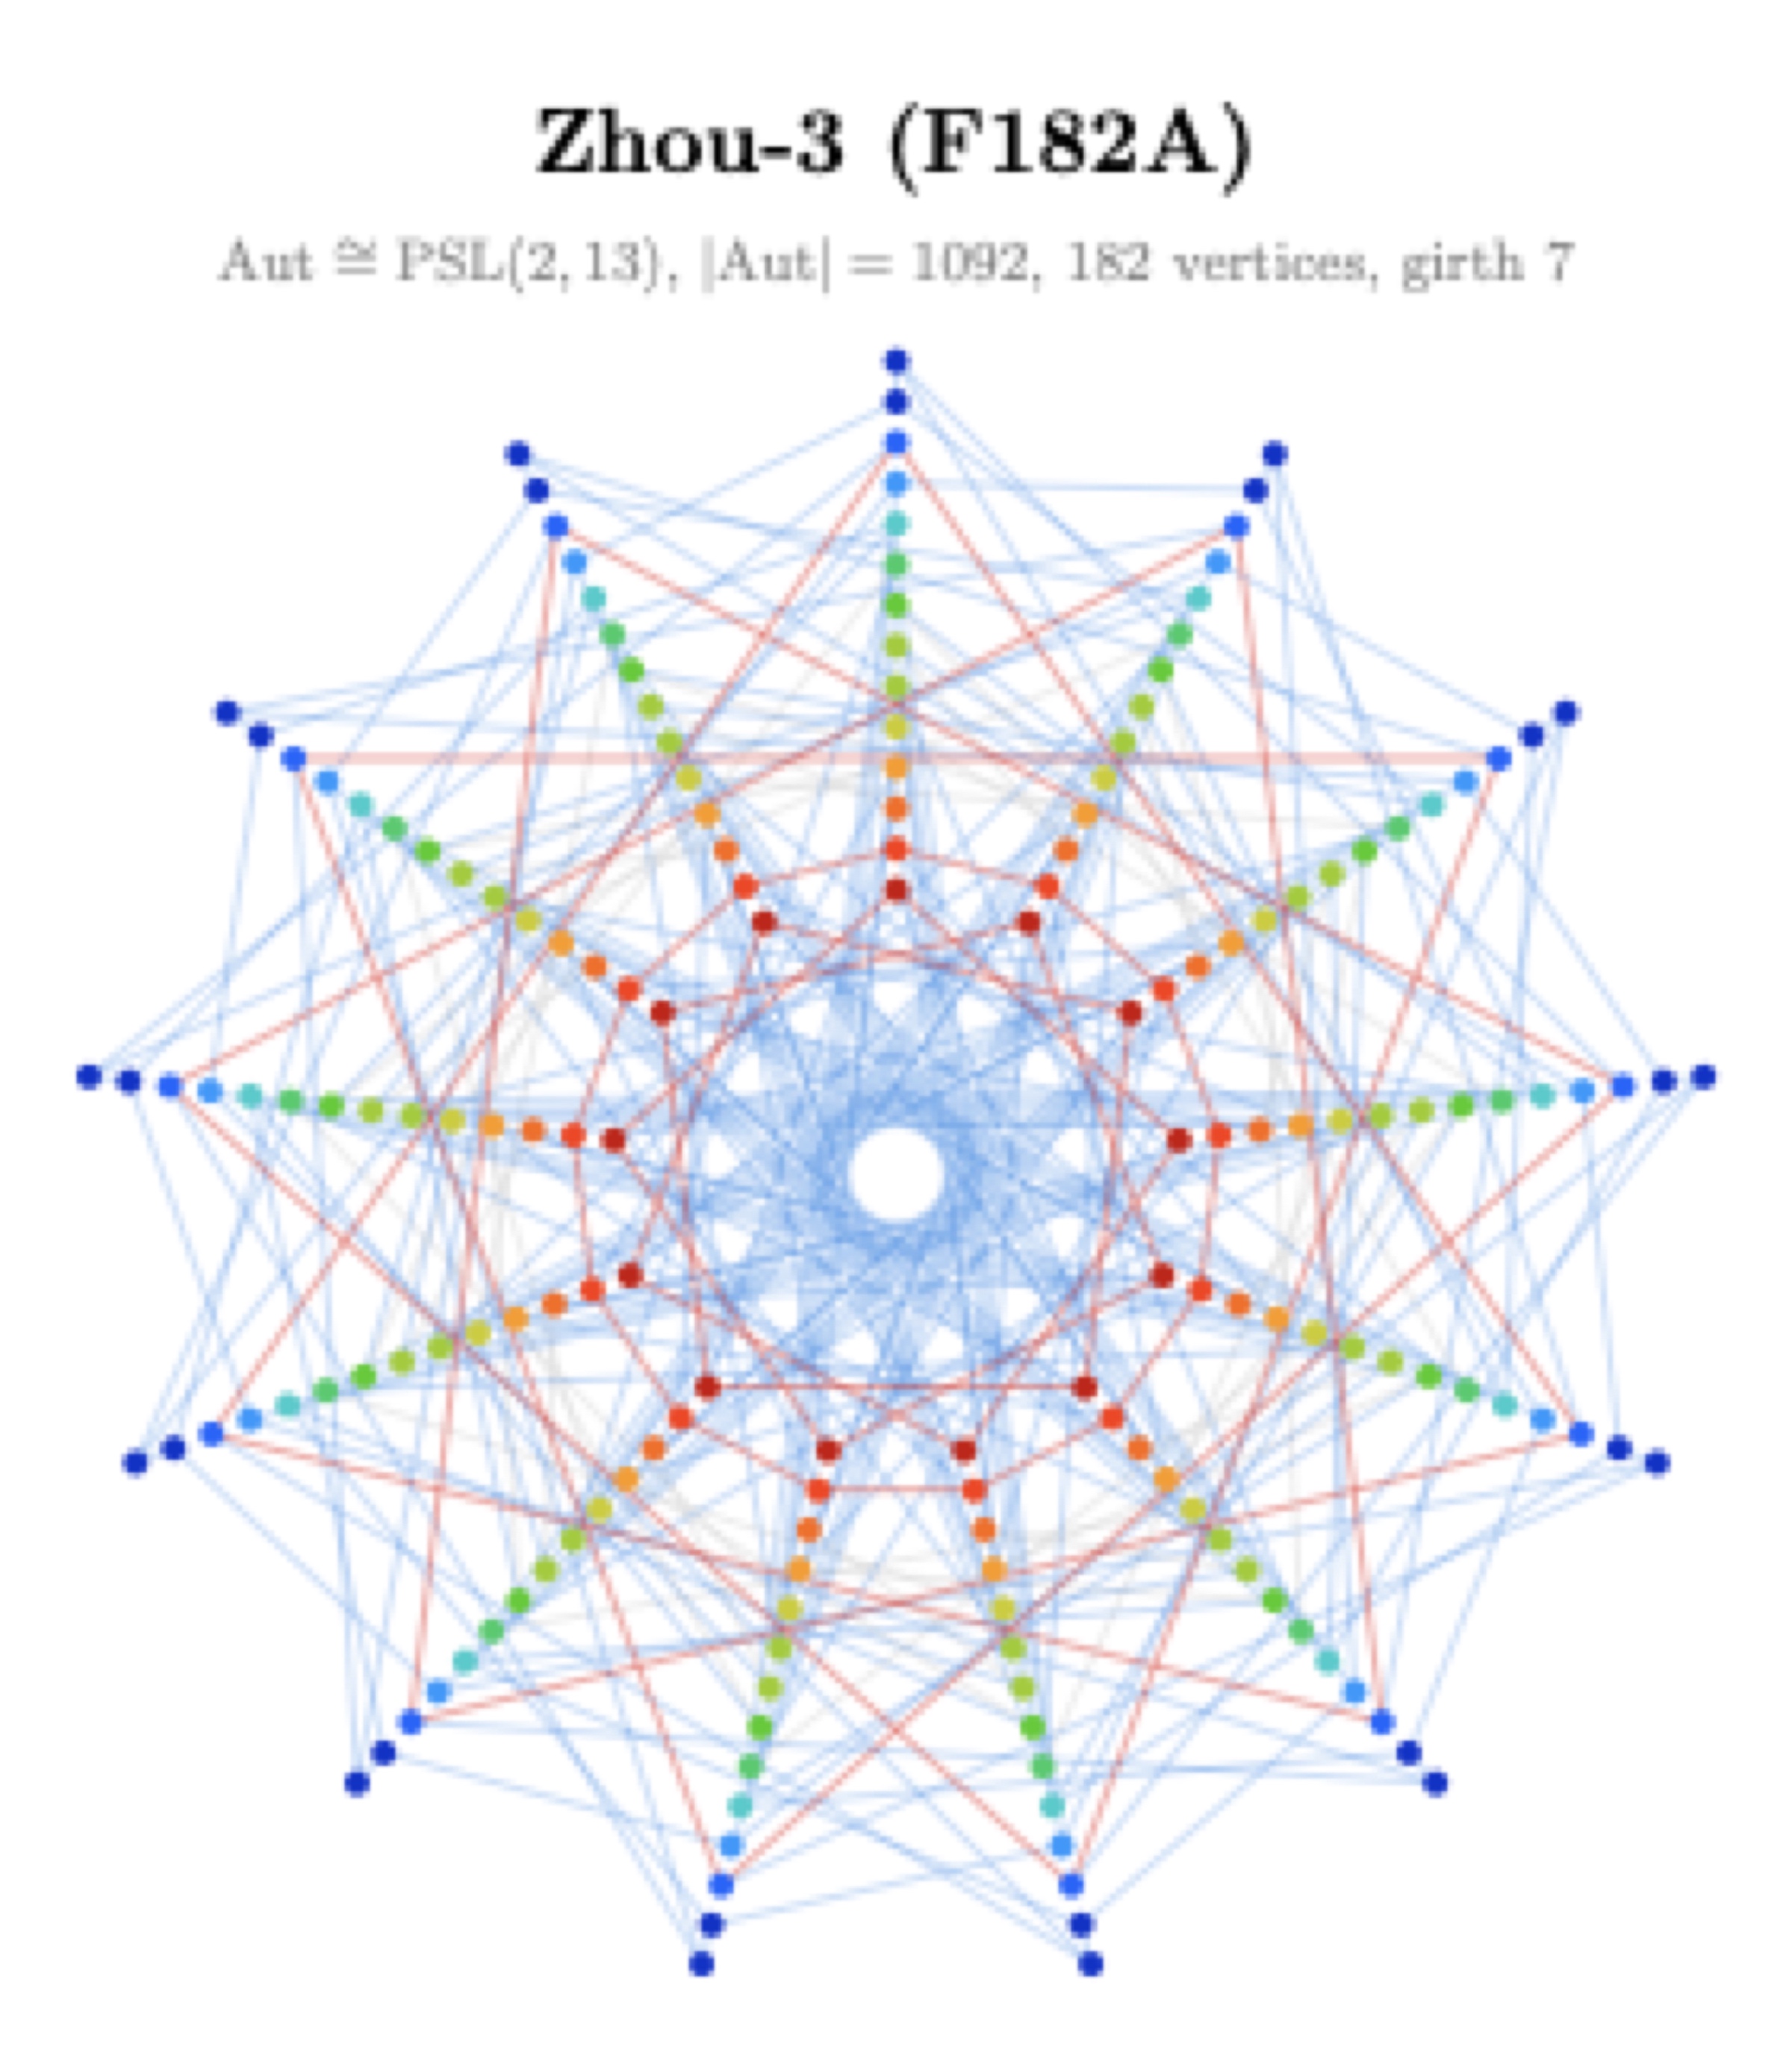 Zhou-3 (F182A)
Aut ≅ PSL(2, 13), |Aut| = 1092, 182 vertices, girth 7